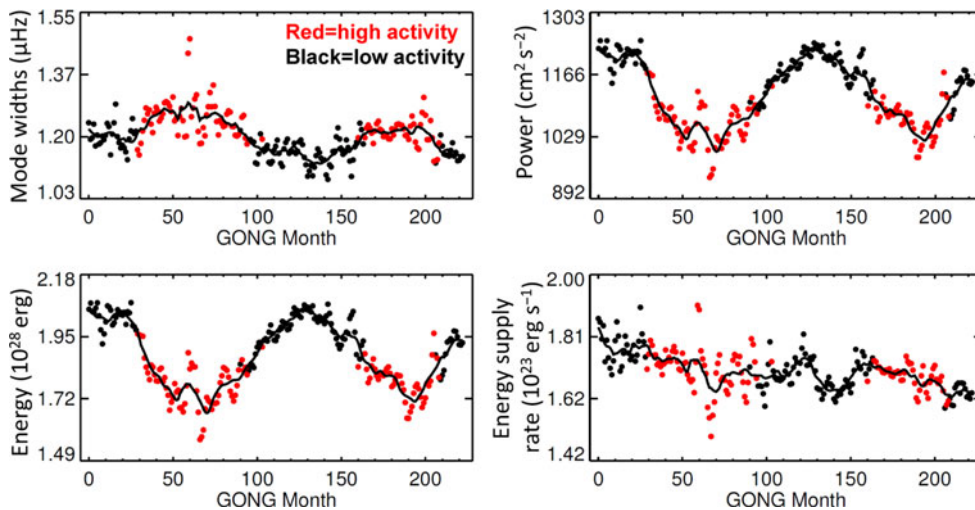 Mode widths (μHz)
1.55
1.37
1.20
1.03
Red=high activity
Black=low activity
0 50 100 150 200
GONG Month
Power (cm² s⁻²)
1303
1166
1029
892
0 50 100 150 200
GONG Month
Energy (10²⁸ erg)
2.18
1.95
1.72
1.49
0 50 100 150 200
GONG Month
Energy supply
rate (10²³ erg s⁻¹)
2.00
1.81
1.62
1.42
0 50 100 150 200
GONG Month